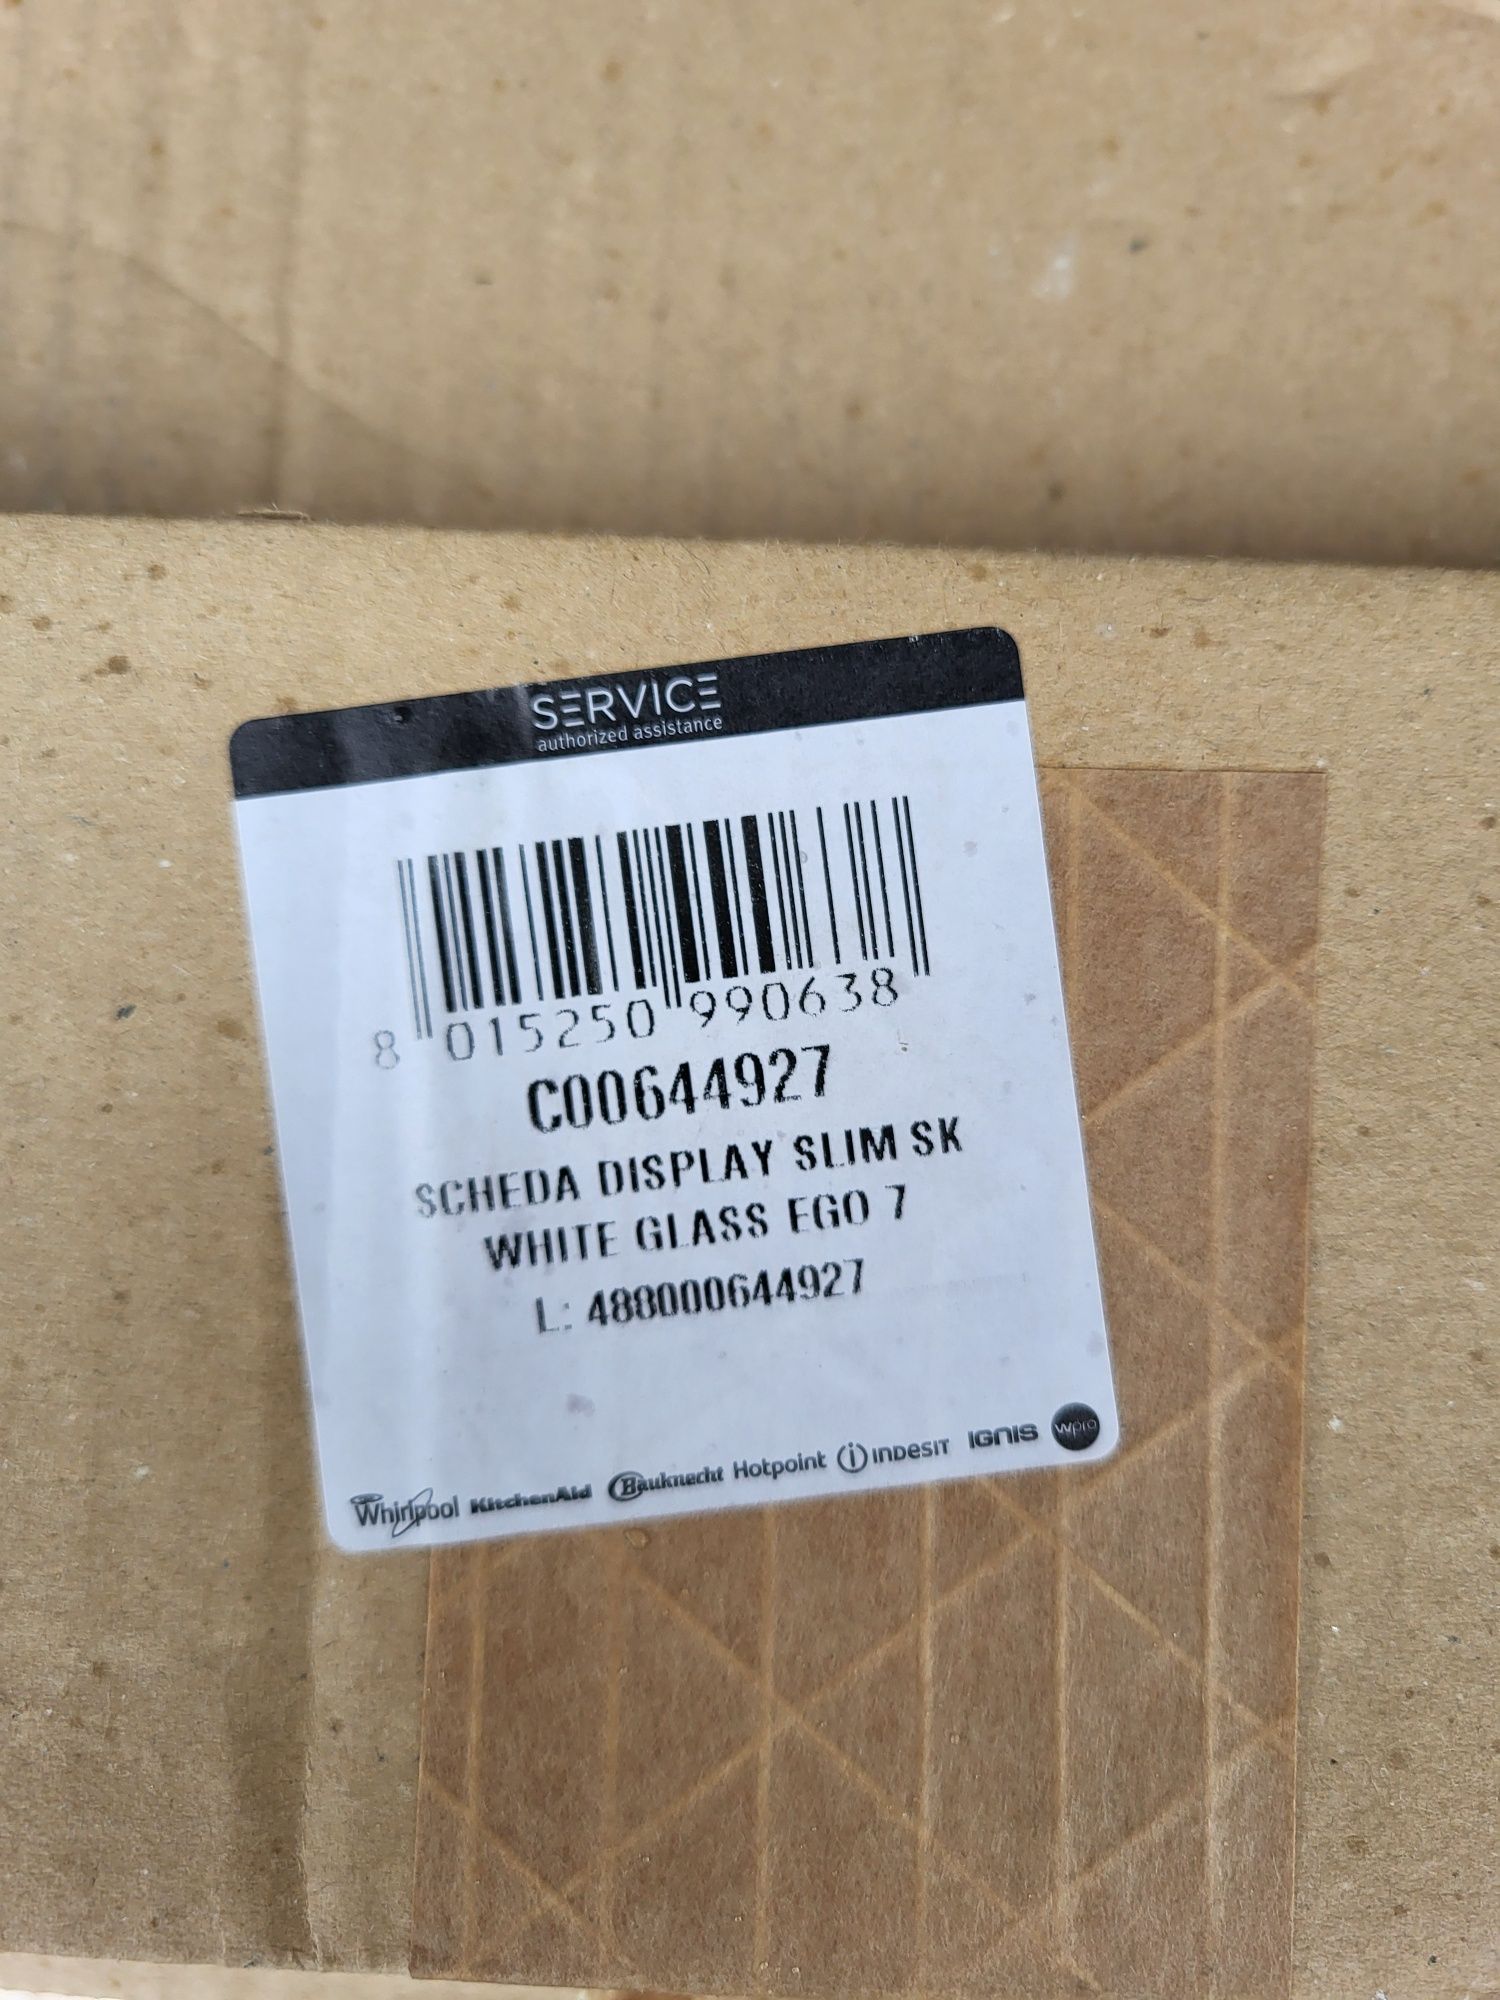 SERVICE
authorized assistance
8 015250 990638
C00644927
SCHEDA DISPLAY SLIM SK
WHITE GLASS EGO 7
L: 488000644927
Whirlpool KitchenAid Bauknecht Hotpoint i INDESIT IGNIS wpro